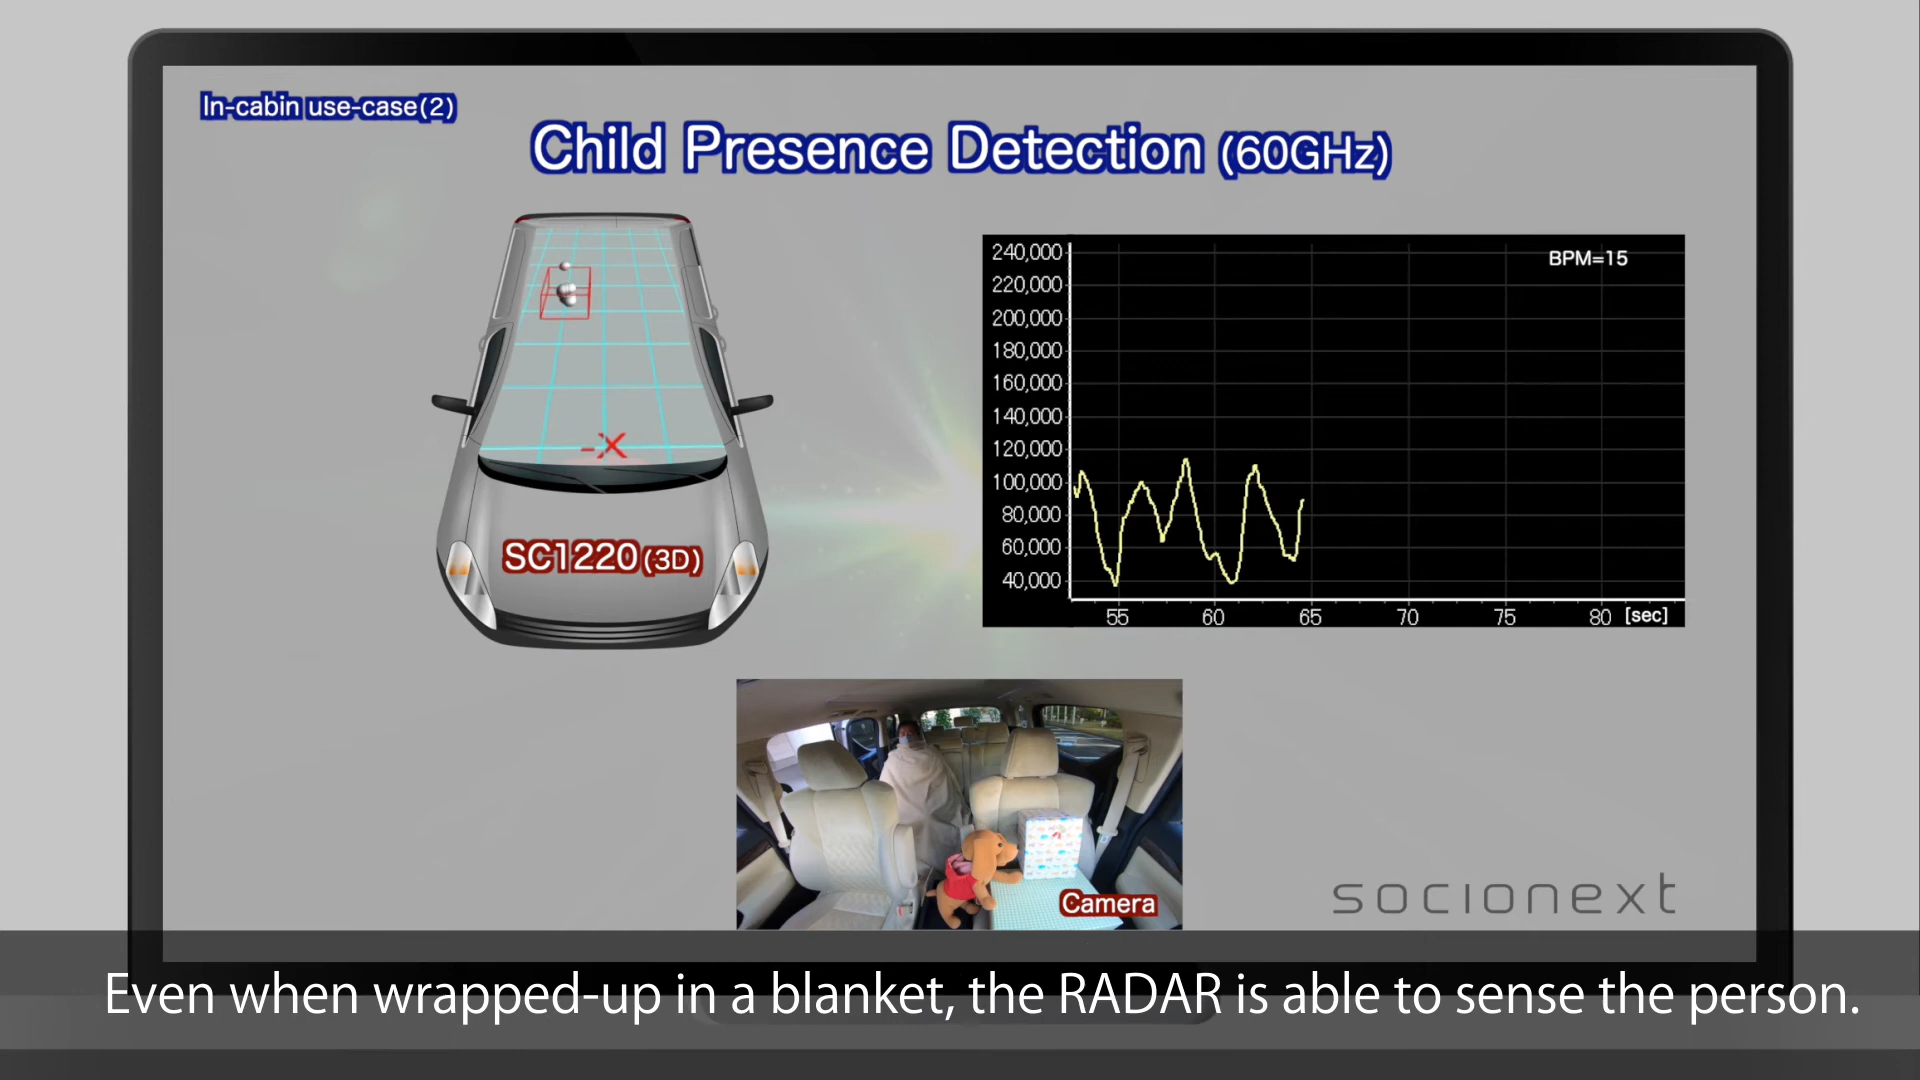 In-cabin use-case(2)
Child Presence Detection (60GHz)
SC1220(3D)
240,000
220,000
200,000
180,000
160,000
140,000
120,000
100,000
80,000
60,000
40,000
BPM=15
55 60 65 70 75 80 [sec]
Camera
socionext
Even when wrapped-up in a blanket, the RADAR is able to sense the person.